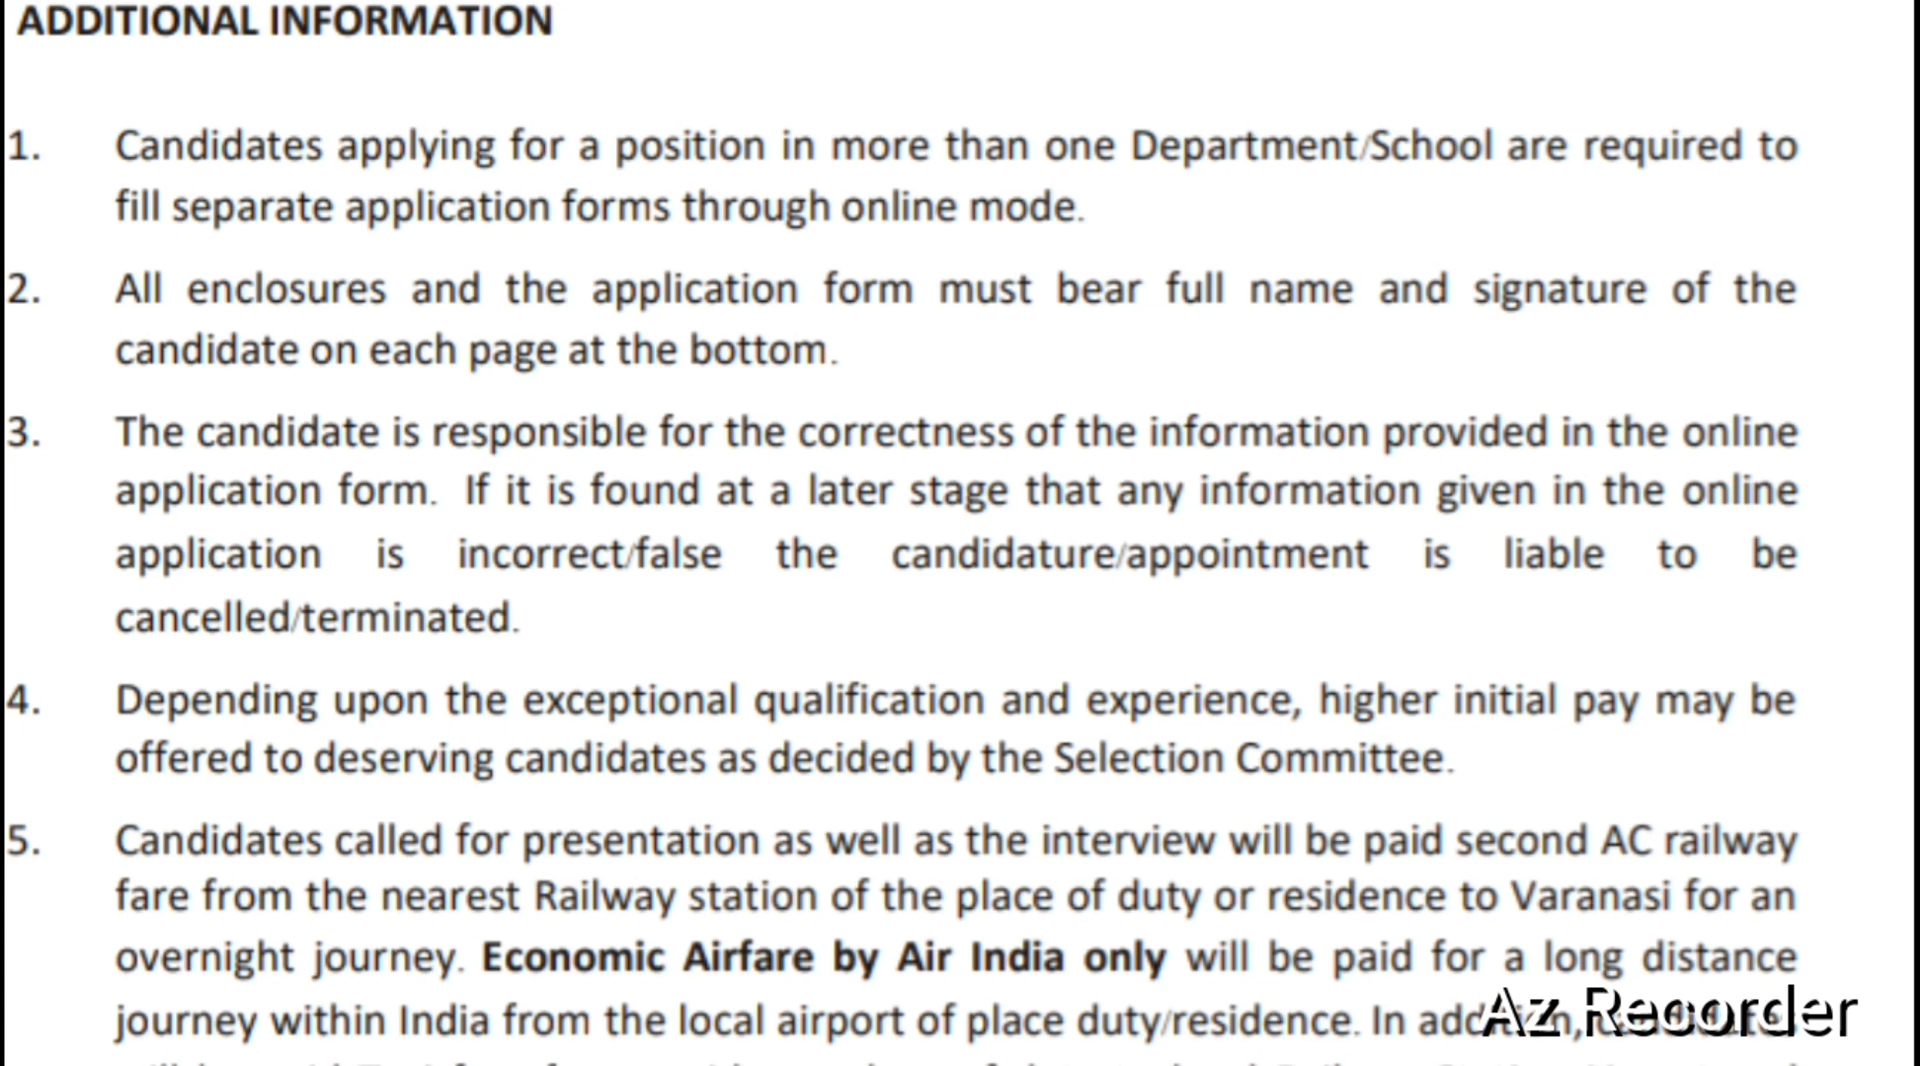 ADDITIONAL INFORMATION
1. Candidates applying for a position in more than one Department/School are required to
fill separate application forms through online mode.
2. All enclosures and the application form must bear full name and signature of the
candidate on each page at the bottom.
3. The candidate is responsible for the correctness of the information provided in the online
application form. If it is found at a later stage that any information given in the online
application is incorrect/false the candidature/appointment is liable to be
cancelled/terminated.
4. Depending upon the exceptional qualification and experience, higher initial pay may be
offered to deserving candidates as decided by the Selection Committee.
5. Candidates called for presentation as well as the interview will be paid second AC railway
fare from the nearest Railway station of the place of duty or residence to Varanasi for an
overnight journey. Economic Airfare by Air India only will be paid for a long distance
journey within India from the local airport of place duty/residence. In
Az Recorder